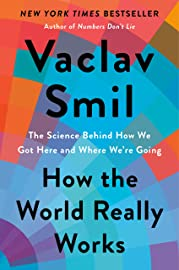 NEW YORK TIMES BESTSELLER
Author of Numbers Don't Lie
Vaclav
Smil
The Science Behind How We
Got Here and Where We're Going
How the
World Really
Works